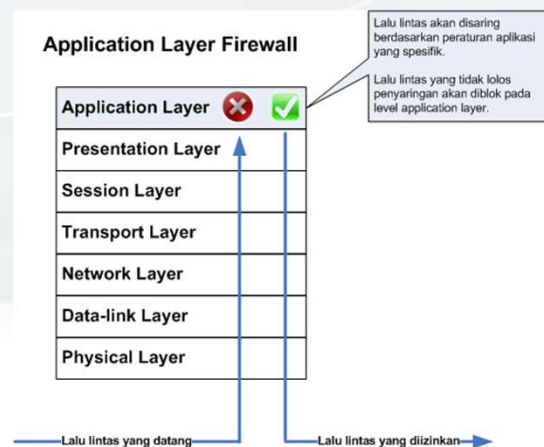 Application Layer Firewall
Lalu lintas akan disaring
berdasarkan peraturan aplikasi
yang spesifik.
Lalu lintas yang tidak lolos
penyaringan akan diblok pada
level application layer.
Application Layer
Presentation Layer
Session Layer
Transport Layer
Network Layer
Data-link Layer
Physical Layer
Lalu lintas yang datang
Lalu lintas yang diizinkan